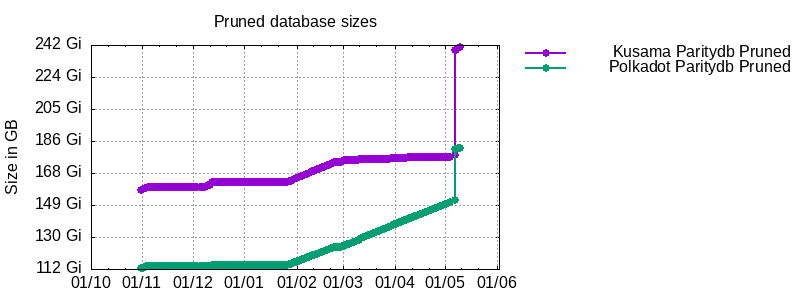 Pruned database sizes
Kusama Paritydb Pruned
Polkadot Paritydb Pruned
Size in GB
242 Gi
224 Gi
205 Gi
186 Gi
168 Gi
149 Gi
130 Gi
112 Gi
01/10 01/11 01/12 01/01 01/02 01/03 01/04 01/05 01/06